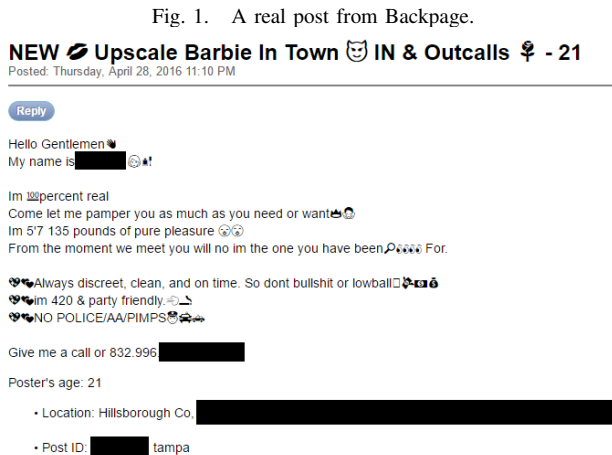 Fig. 1. A real post from Backpage.
NEW 💋 Upscale Barbie In Town 😈 IN & Outcalls 🌹 - 21
Posted: Thursday, April 28, 2016 11:10 PM
Reply
Hello Gentlemen
My name is
Im 💯percent real
Come let me pamper you as much as you need or want👑
Im 5'7 135 pounds of pure pleasure
From the moment we meet you will no im the one you have been🔎👀👀 For.
💖💕Always discreet, clean, and on time. So dont bullshit or lowball
💖💕im 420 & party friendly.
💖💕NO POLICE/AA/PIMPS
Give me a call or 832.996.
Poster's age: 21
• Location: Hillsborough Co,
• Post ID: tampa